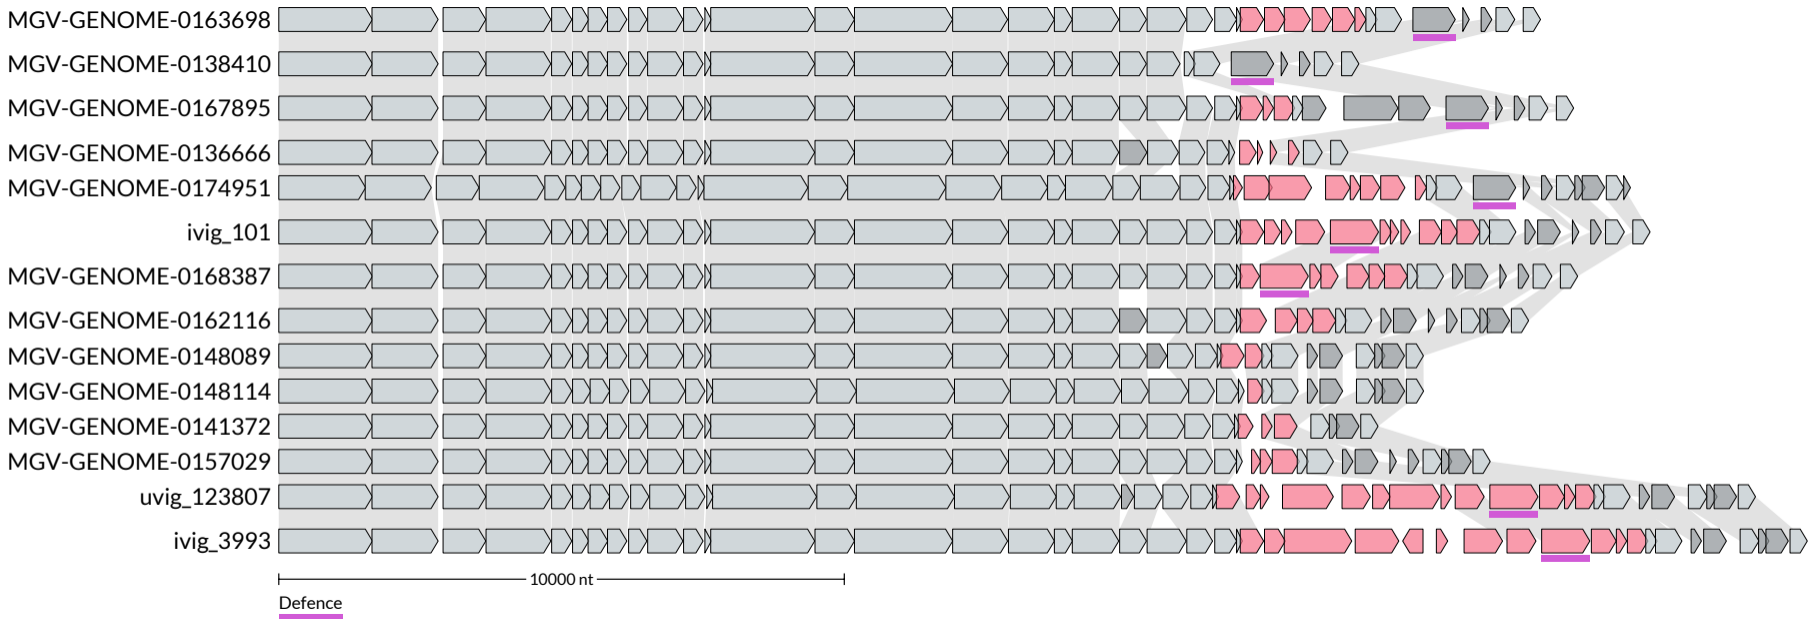 MGV-GENOME-0163698
MGV-GENOME-0138410
MGV-GENOME-0167895
MGV-GENOME-0136666
MGV-GENOME-0174951
ivig_101
MGV-GENOME-0168387
MGV-GENOME-0162116
MGV-GENOME-0148089
MGV-GENOME-0148114
MGV-GENOME-0141372
MGV-GENOME-0157029
uvig_123807
ivig_3993
10000 nt
Defence